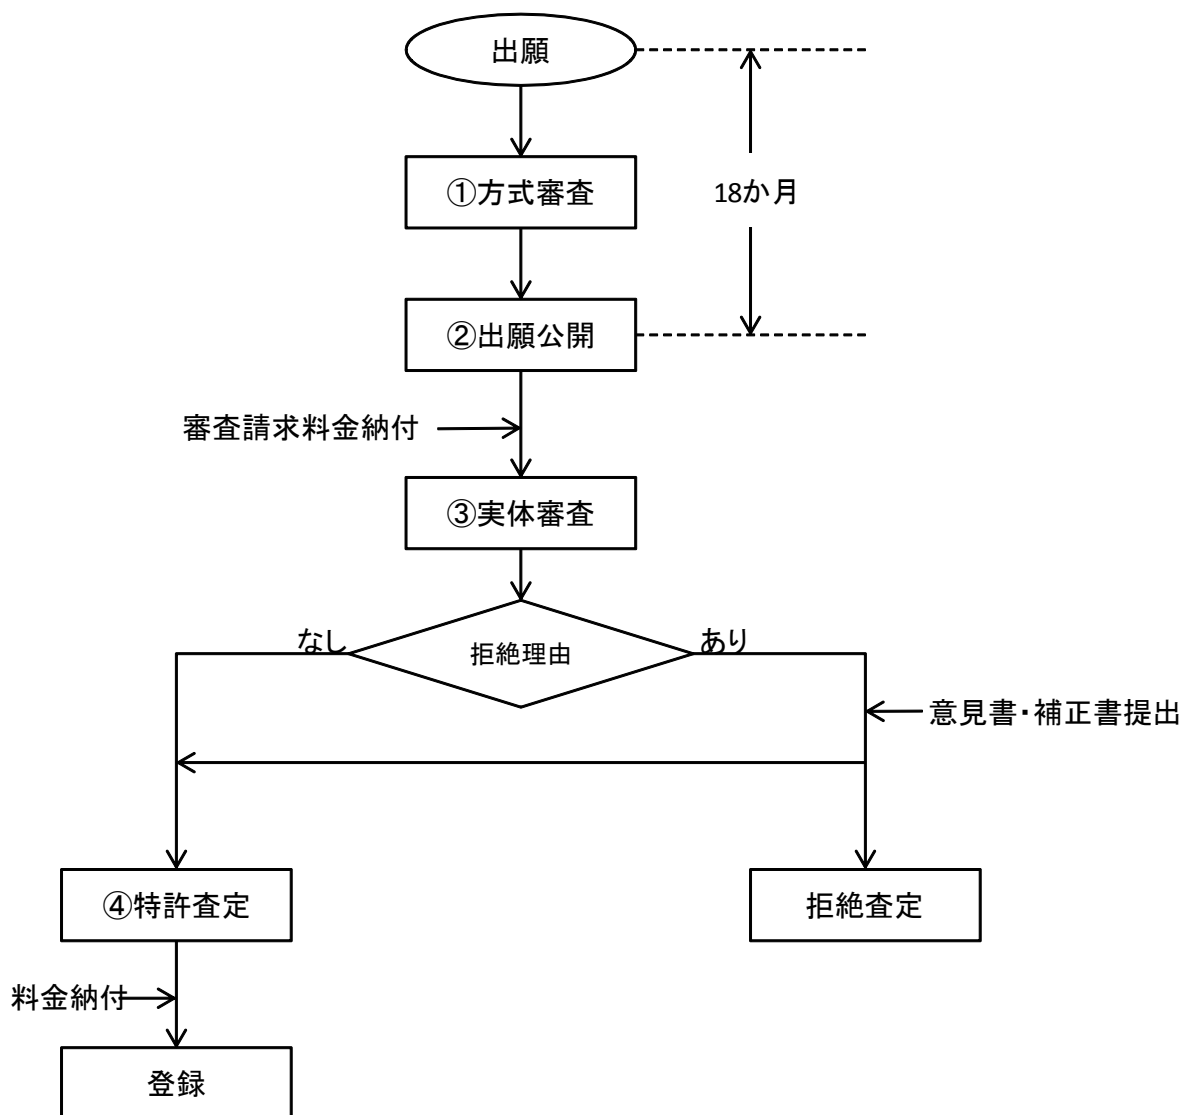 出願
①方式審査
18か月
②出願公開
審査請求料金納付
③実体審査
なし
拒絶理由
あり
意見書・補正書提出
④特許査定
拒絶査定
料金納付
登録